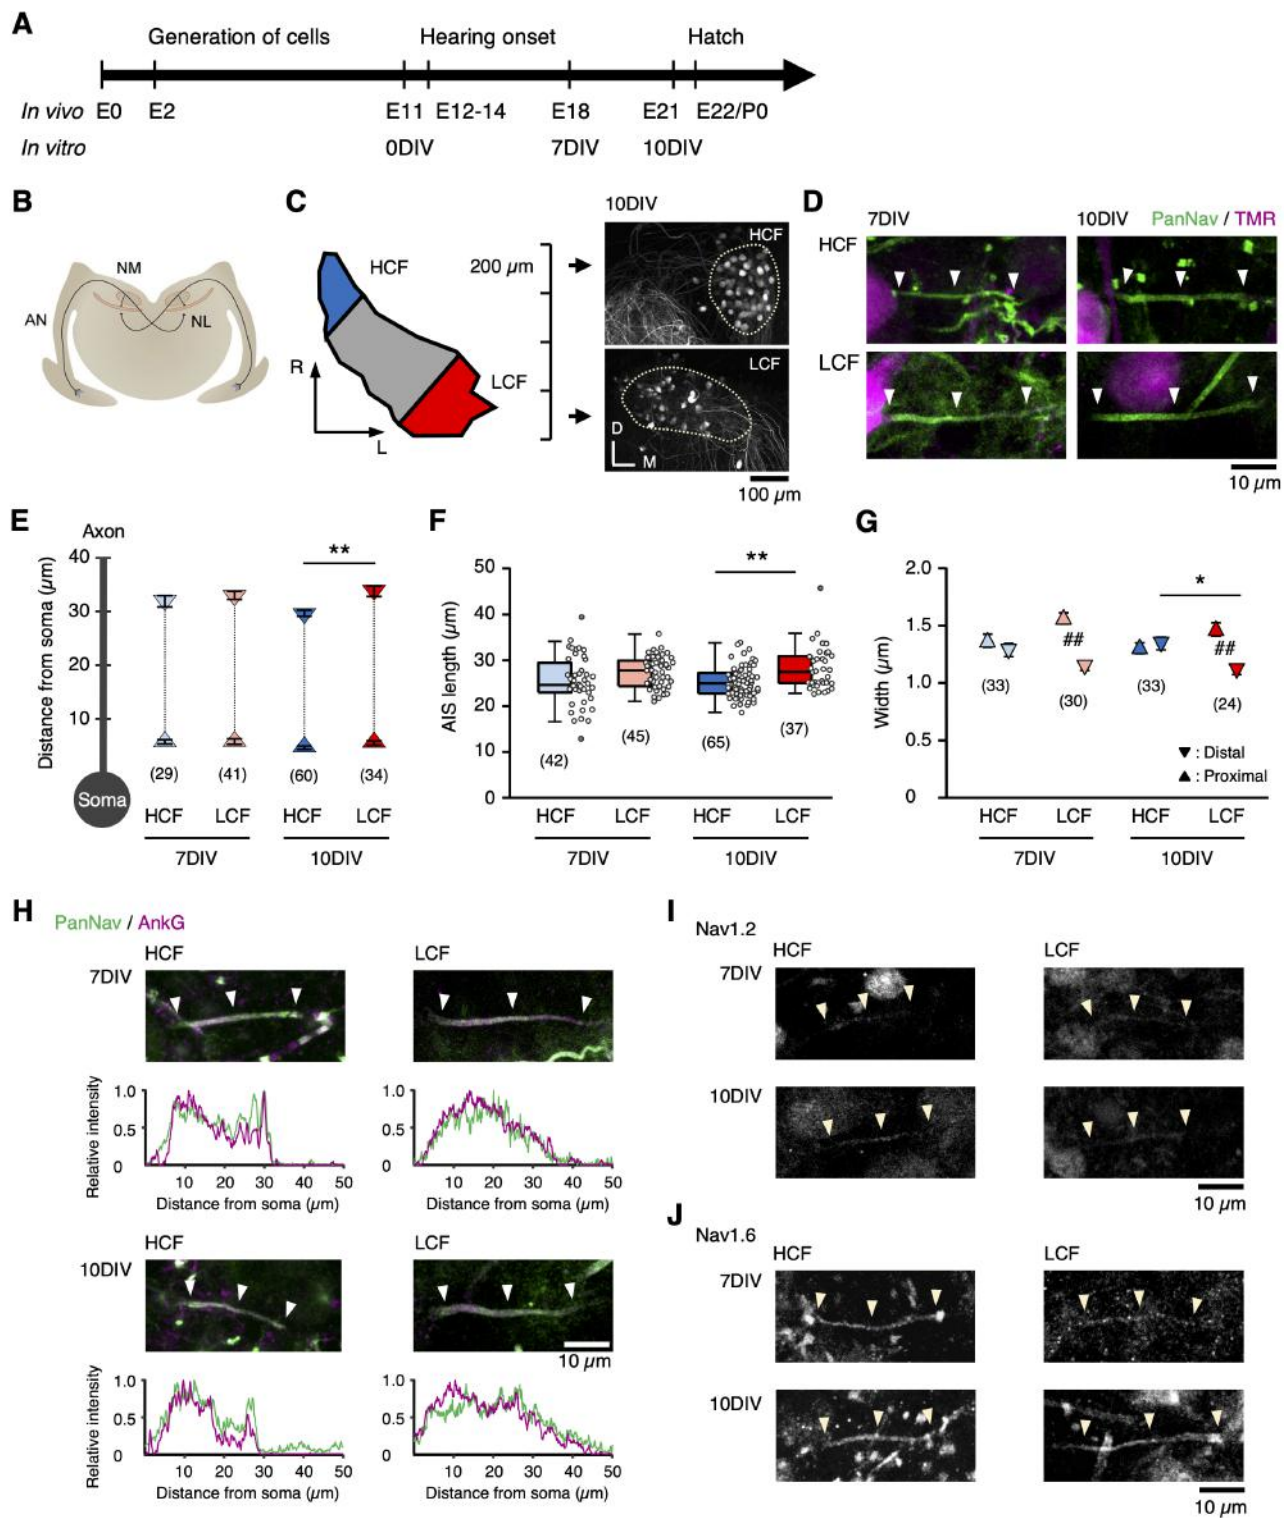 A
Generation of cells Hearing onset Hatch
In vivo E0 E2 E11 E12-14 E18 E21 E22/P0
In vitro 0DIV 7DIV 10DIV
B
NM
AN
NL
C
HCF
LCF
R
L
200 µm
10DIV
HCF
LCF
D
M
100 µm
D
7DIV 10DIV PanNav / TMR
HCF
LCF
10 µm
E
Axon
Distance from soma (µm)
40
30
20
10
**
Soma
(29) (41) (60) (34)
HCF LCF HCF LCF
7DIV 10DIV
F
AIS length (µm)
50
40
30
20
10
0
**
(42) (45) (65) (37)
HCF LCF HCF LCF
7DIV 10DIV
G
Width (µm)
2.0
1.5
1.0
0.5
0
*
## ##
(33) (30) (33) (24)
▼ : Distal
▲ : Proximal
HCF LCF HCF LCF
7DIV 10DIV
H
PanNav / AnkG
HCF LCF
7DIV
Relative intensity
1.0 1.0
0.5 0.5
0 0
10 20 30 40 50 10 20 30 40 50
Distance from soma (µm) Distance from soma (µm)
HCF LCF
10DIV
10 µm
Relative intensity
1.0 1.0
0.5 0.5
0 0
10 20 30 40 50 10 20 30 40 50
Distance from soma (µm) Distance from soma (µm)
I
Nav1.2
HCF LCF
7DIV
10DIV
10 µm
J
Nav1.6
HCF LCF
7DIV
10DIV
10 µm